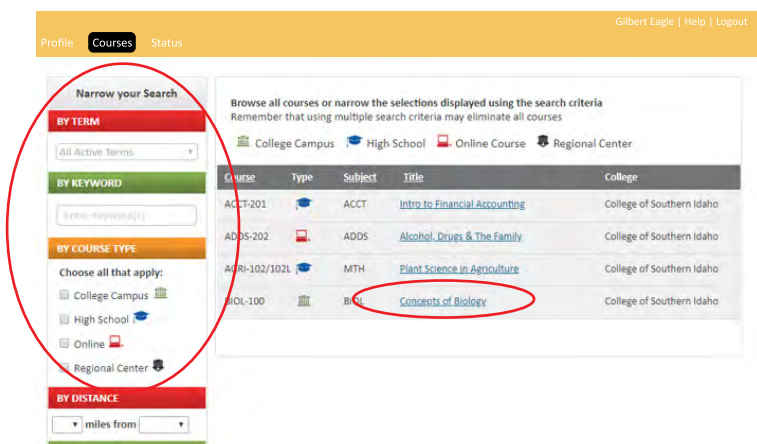 Gilbert Eagle | Help | Logout
Profile Courses Status
Narrow your Search
BY TERM
All Active Terms
BY KEYWORD
Enter Keyword(s)
BY COURSE TYPE
Choose all that apply:
College Campus
High School
Online
Regional Center
BY DISTANCE
miles from
Browse all courses or narrow the selections displayed using the search criteria
Remember that using multiple search criteria may eliminate all courses
College Campus High School Online Course Regional Center
Course Type Subject Title College
ACCT-201 ACCT Intro to Financial Accounting College of Southern Idaho
ADDS-202 ADDS Alcohol, Drugs & The Family College of Southern Idaho
AGRI-102/102L MTH Plant Science in Agriculture College of Southern Idaho
BIOL-100 BIOL Concepts of Biology College of Southern Idaho